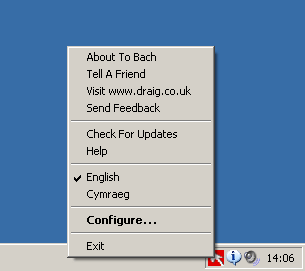 About To Bach
Tell A Friend
Visit www.draig.co.uk
Send Feedback
Check For Updates
Help
English
Cymraeg
Configure...
Exit
14:06